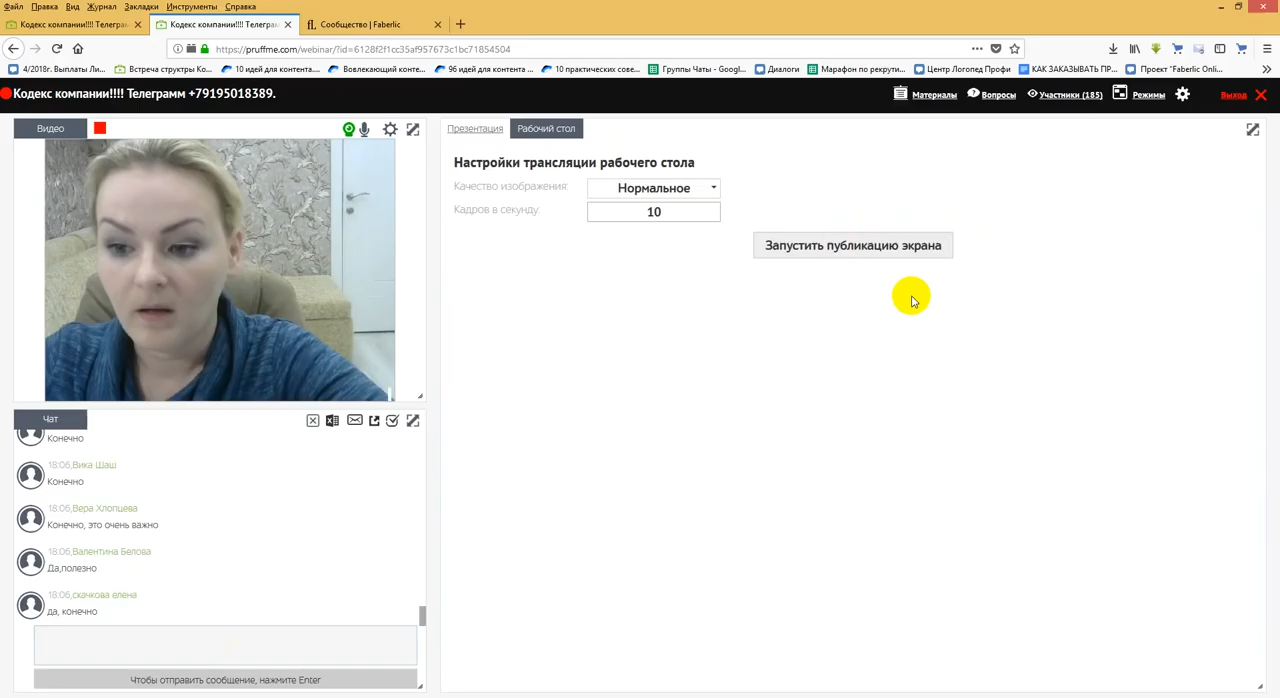 Файл Правка Вид Журнал Закладки Инструменты Справка
Кодекс компании!!!! Телеграм
Кодекс компании!!!! Телеграм
fL Сообщество | Faberlic
https://pruffme.com/webinar/?id=6128f2f1cc35af957673c1bc71854504
4/2018г. Выплаты Ли...
Встреча структры Ко...
10 идей для контента....
Вовлекающий конте...
96 идей для контента ...
10 практических сове...
Группы Чаты - Googl...
Диалоги
Марафон по рекрути...
Центр Логопед Профи
КАК ЗАКАЗЫВАТЬ ПР...
Проект "Faberlic Onli...
Кодекс компании!!!! Телеграмм +79195018389.
Материалы
Вопросы
Участники (185)
Режимы
Выход
Видео
Презентация
Рабочий стол
Настройки трансляции рабочего стола
Качество изображения:
Нормальное
Кадров в секунду:
10
Запустить публикацию экрана
Чат
Конечно
18:06,Вика Шаш
Конечно
18:06,Вера Хлопцева
Конечно, это очень важно
18:06,Валентина Белова
Да,полезно
18:06,скачкова елена
да, конечно
Чтобы отправить сообщение, нажмите Enter